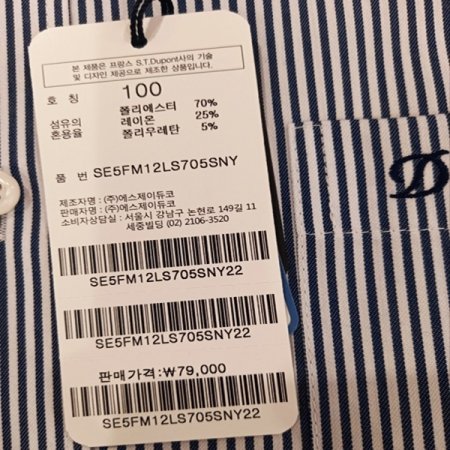 본 제품은 프랑스 S.T.Dupont사의 기술
및 디자인 제공으로 제조한 상품입니다.
호 칭 100
섬유의 혼용율 폴리에스터 70%
레이온 25%
폴리우레탄 5%
품 번 SE5FM12LS705SNY
제조자명 : (주)에스제이듀코
판매자명 : (주)에스제이듀코
소비자상담실 : 서울시 강남구 논현로 149길 11
세중빌딩 (02) 2106-3520
SE5FM12LS705SNY22
SE5FM12LS705SNY22
판매가격:₩79,000
SE5FM12LS705SNY22
D